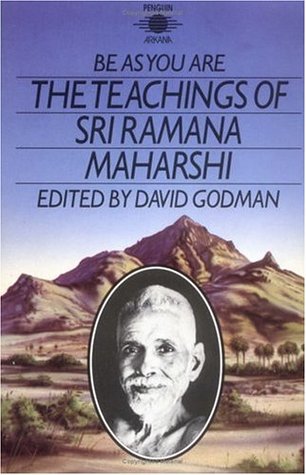 PENGUIN
ARKANA
BE AS YOU ARE
THE TEACHINGS OF
SRI RAMANA
MAHARSHI
EDITED BY DAVID GODMAN